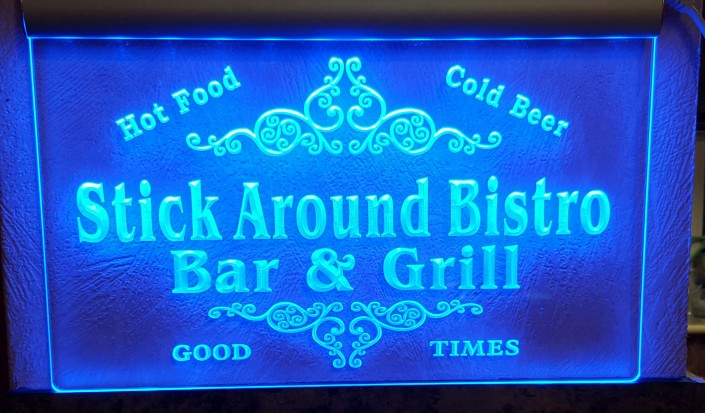 Hot Food Cold Beer
Stick Around Bistro
Bar & Grill
GOOD TIMES